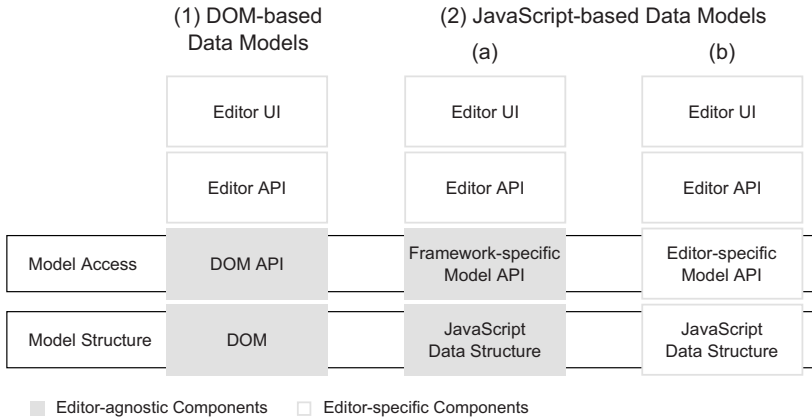 (1) DOM-based
Data Models
(2) JavaScript-based Data Models
(a)
(b)
Editor UI
Editor UI
Editor UI
Editor API
Editor API
Editor API
Model Access
DOM API
Framework-specific
Model API
Editor-specific
Model API
Model Structure
DOM
JavaScript
Data Structure
JavaScript
Data Structure
Editor-agnostic Components
Editor-specific Components